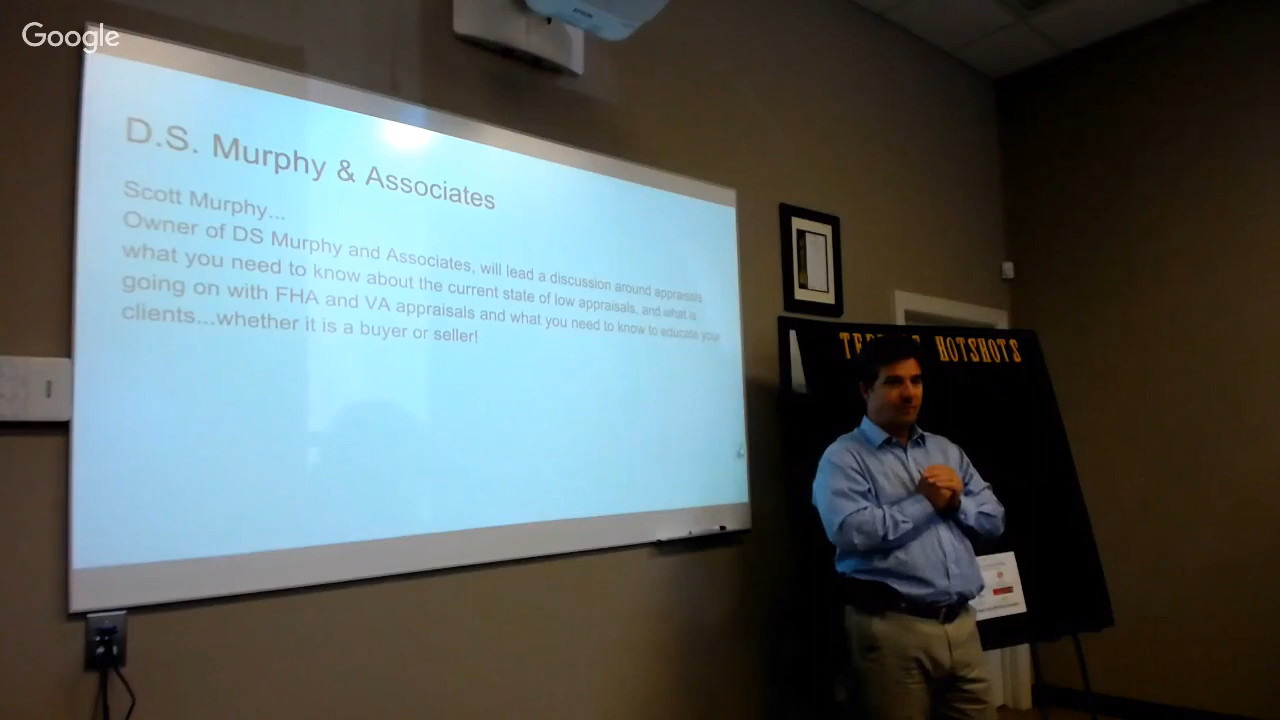 Google
EPSON
D.S. Murphy & Associates
Scott Murphy...
Owner of DS Murphy and Associates, will lead a discussion around appraisals
what you need to know about the current state of low appraisals, and what is
going on with FHA and VA appraisals and what you need to know to educate your
clients...whether it is a buyer or seller!
HOTSHOTS